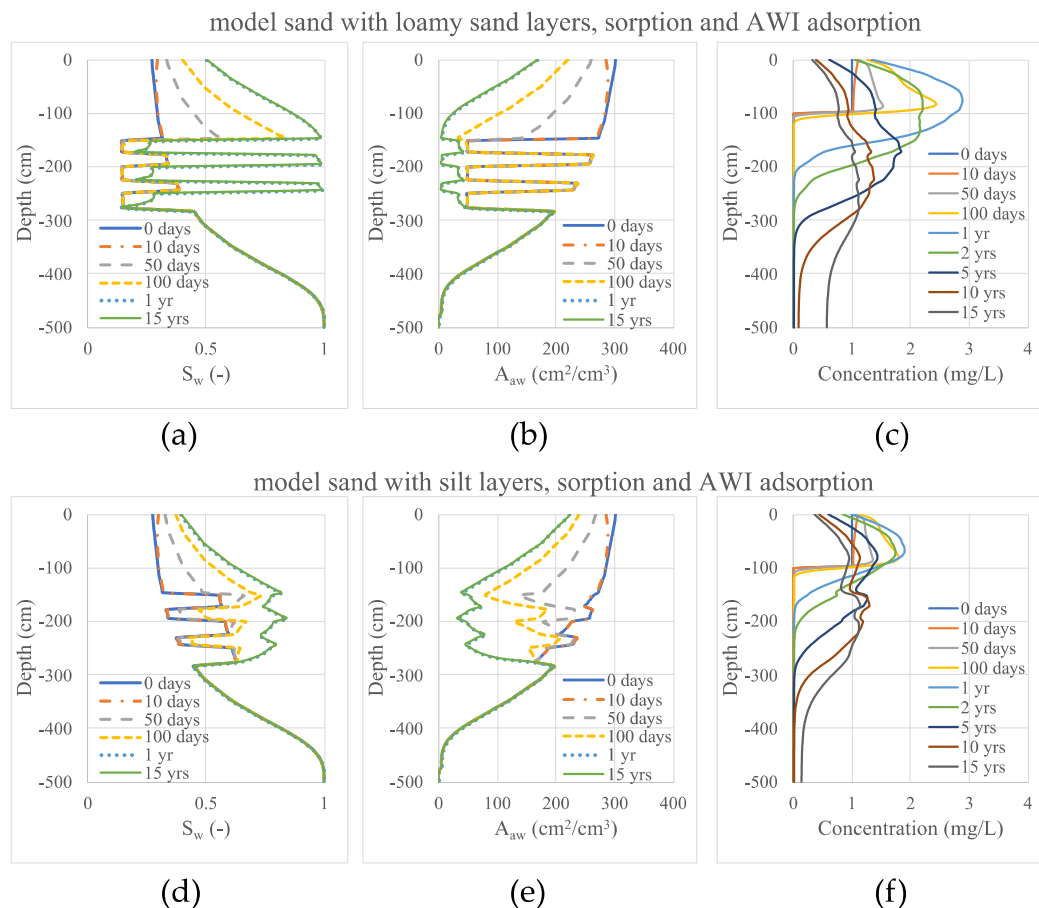 model sand with loamy sand layers, sorption and AWI adsorption
0
-100
-200
-300
-400
-500
Depth (cm)
0 days
10 days
50 days
100 days
1 yr
15 yrs
0
0.5
1
S_w (-)
(a)
0
-100
-200
-300
-400
-500
Depth (cm)
0 days
10 days
50 days
100 days
1 yr
15 yrs
0
100
200
300
400
A_aw (cm²/cm³)
(b)
0
-100
-200
-300
-400
-500
Depth (cm)
0 days
10 days
50 days
100 days
1 yr
2 yrs
5 yrs
10 yrs
15 yrs
0
1
2
3
4
Concentration (mg/L)
(c)
model sand with silt layers, sorption and AWI adsorption
0
-100
-200
-300
-400
-500
Depth (cm)
0 days
10 days
50 days
100 days
1 yr
15 yrs
0
0.5
1
S_w (-)
(d)
0
-100
-200
-300
-400
-500
Depth (cm)
0 days
10 days
50 days
100 days
1 yr
15 yrs
0
100
200
300
400
A_aw (cm²/cm³)
(e)
0
-100
-200
-300
-400
-500
Depth (cm)
0 days
10 days
50 days
100 days
1 yr
2 yrs
5 yrs
10 yrs
15 yrs
0
1
2
3
4
Concentration (mg/L)
(f)